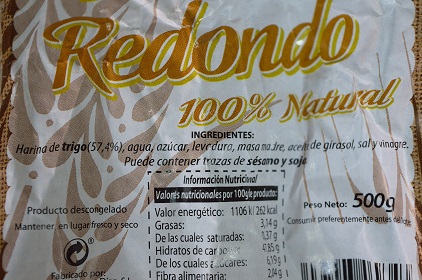 Redondo
100% Natural
INGREDIENTES:
Harina de trigo(57,4%), agua, azúcar, levadura, masa madre, aceite de girasol, sal y vinagre.
Puede contener trazas de sésamo y soja
Información Nutricional
Valores nutricionales por 100g de producto:
Valor energético: 1106 kJ 262 kcal
Grasas: 3,14 g
De las cuales saturadas: 1,37 g
Hidratos de carbono: 4,85 g
De los cuales azúcares: 6,19 g
Fibra alimentaria: 2,04 g
Producto descongelado
Mantener en lugar fresco y seco
Fabricado por:
Peso Neto: 500g
Consumir preferentemente antes del